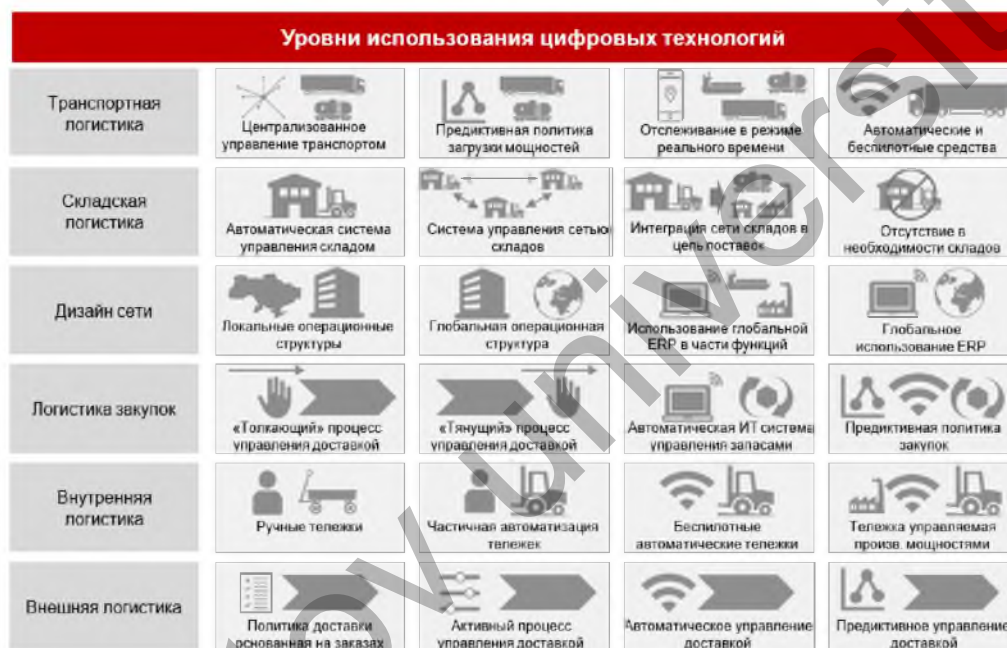 Уровни использования цифровых технологий
Транспортная
логистика
Централизованное
управление транспортом
Предиктивная политика
загрузки мощностей
Отслеживание в режиме
реального времени
Автоматические и
беспилотные средства
Складская
логистика
Автоматическая система
управления складом
Система управления сетью
складов
Интеграция сети складов в
цепь поставок
Отсутствие в
необходимости складов
Дизайн сети
Локальные операционные
структуры
Глобальная операционная
структура
Использование глобальной
ERP в части функций
Глобальное
использование ERP
Логистика закупок
«Толкающий» процесс
управления доставкой
«Тянущий» процесс
управления доставкой
Автоматическая ИТ система
управления запасами
Предиктивная политика
закупок
Внутренняя
логистика
Ручные тележки
Частичная автоматизация
тележек
Беспилотные
автоматические тележки
Тележка управляемая
произв. мощностями
Внешняя логистика
Политика доставки
основанная на заказах
Активный процесс
управления доставкой
Автоматическое управление
доставкой
Предиктивное управление
доставкой